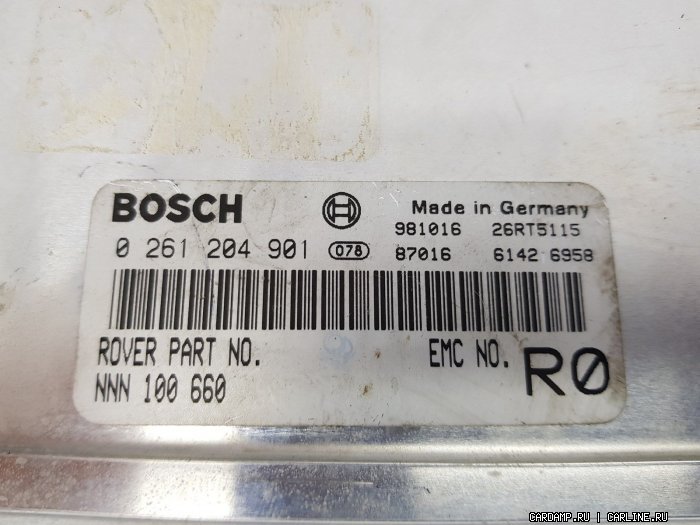 BOSCH Made in Germany
981016 26RT5115
0 261 204 901 078 87016 6142 6958
ROVER PART NO. EMC NO. R0
NNN 100 660
CARDAMP.RU | CARLINE.RU